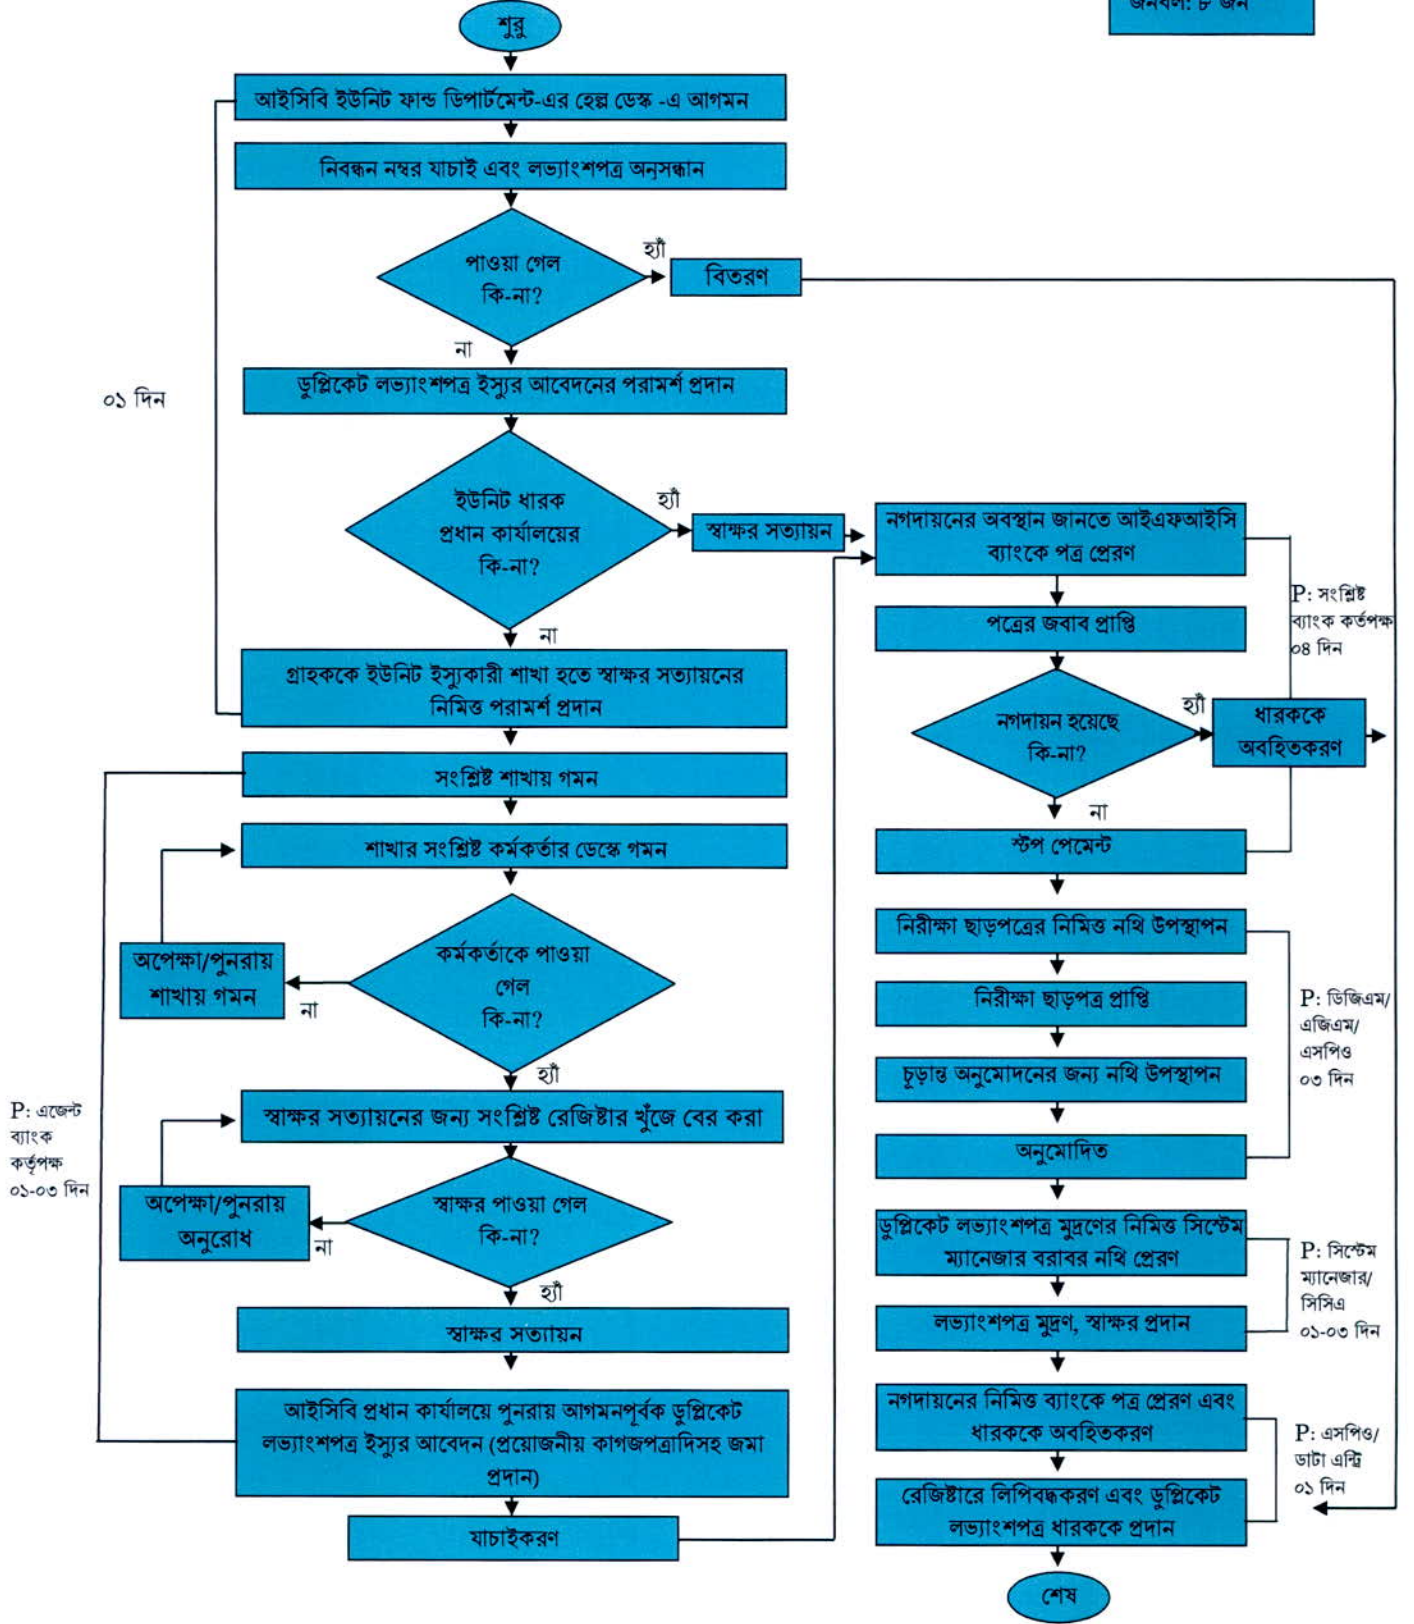 জনবল: ৮ জন
শুরু
আইসিবি ইউনিট ফান্ড ডিপার্টমেন্ট-এর হেল্প ডেস্ক -এ আগমন
নিবন্ধন নম্বর যাচাই এবং লভ্যাংশপত্র অনুসন্ধান
পাওয়া গেল
কি-না?
হ্যাঁ
বিতরণ
না
ডুপ্লিকেট লভ্যাংশপত্র ইস্যুর আবেদনের পরামর্শ প্রদান
০১ দিন
ইউনিট ধারক
প্রধান কার্যালয়ের
কি-না?
হ্যাঁ
স্বাক্ষর সত্যায়ন
না
গ্রাহককে ইউনিট ইস্যুকারী শাখা হতে স্বাক্ষর সত্যায়নের
নিমিত্ত পরামর্শ প্রদান
সংশ্লিষ্ট শাখায় গমন
শাখার সংশ্লিষ্ট কর্মকর্তার ডেস্কে গমন
কর্মকর্তাকে পাওয়া
গেল
কি-না?
না
অপেক্ষা/পুনরায়
শাখায় গমন
হ্যাঁ
স্বাক্ষর সত্যায়নের জন্য সংশ্লিষ্ট রেজিষ্টার খুঁজে বের করা
P: এজেন্ট
ব্যাংক
কর্তৃপক্ষ
০১-০৩ দিন
স্বাক্ষর পাওয়া গেল
কি-না?
না
অপেক্ষা/পুনরায়
অনুরোধ
হ্যাঁ
স্বাক্ষর সত্যায়ন
আইসিবি প্রধান কার্যালয়ে পুনরায় আগমনপূর্বক ডুপ্লিকেট
লভ্যাংশপত্র ইস্যুর আবেদন (প্রয়োজনীয় কাগজপত্রাদিসহ জমা
প্রদান)
যাচাইকরণ
নগদায়নের অবস্থান জানতে আইএফআইসি
ব্যাংকে পত্র প্রেরণ
পত্রের জবাব প্রাপ্তি
P: সংশ্লিষ্ট
ব্যাংক কর্তপক্ষ
০৪ দিন
নগদায়ন হয়েছে
কি-না?
হ্যাঁ
ধারককে
অবহিতকরণ
না
স্টপ পেমেন্ট
নিরীক্ষা ছাড়পত্রের নিমিত্ত নথি উপস্থাপন
নিরীক্ষা ছাড়পত্র প্রাপ্তি
চূড়ান্ত অনুমোদনের জন্য নথি উপস্থাপন
অনুমোদিত
P: ডিজিএম/
এজিএম/
এসপিও
০৩ দিন
ডুপ্লিকেট লভ্যাংশপত্র মুদ্রণের নিমিত্ত সিস্টেম
ম্যানেজার বরাবর নথি প্রেরণ
লভ্যাংশপত্র মুদ্রণ, স্বাক্ষর প্রদান
P: সিস্টেম
ম্যানেজার/
সিসিএ
০১-০৩ দিন
নগদায়নের নিমিত্ত ব্যাংকে পত্র প্রেরণ এবং
ধারককে অবহিতকরণ
রেজিষ্টারে লিপিবদ্ধকরণ এবং ডুপ্লিকেট
লভ্যাংশপত্র ধারককে প্রদান
P: এসপিও/
ডাটা এন্ট্রি
০১ দিন
শেষ